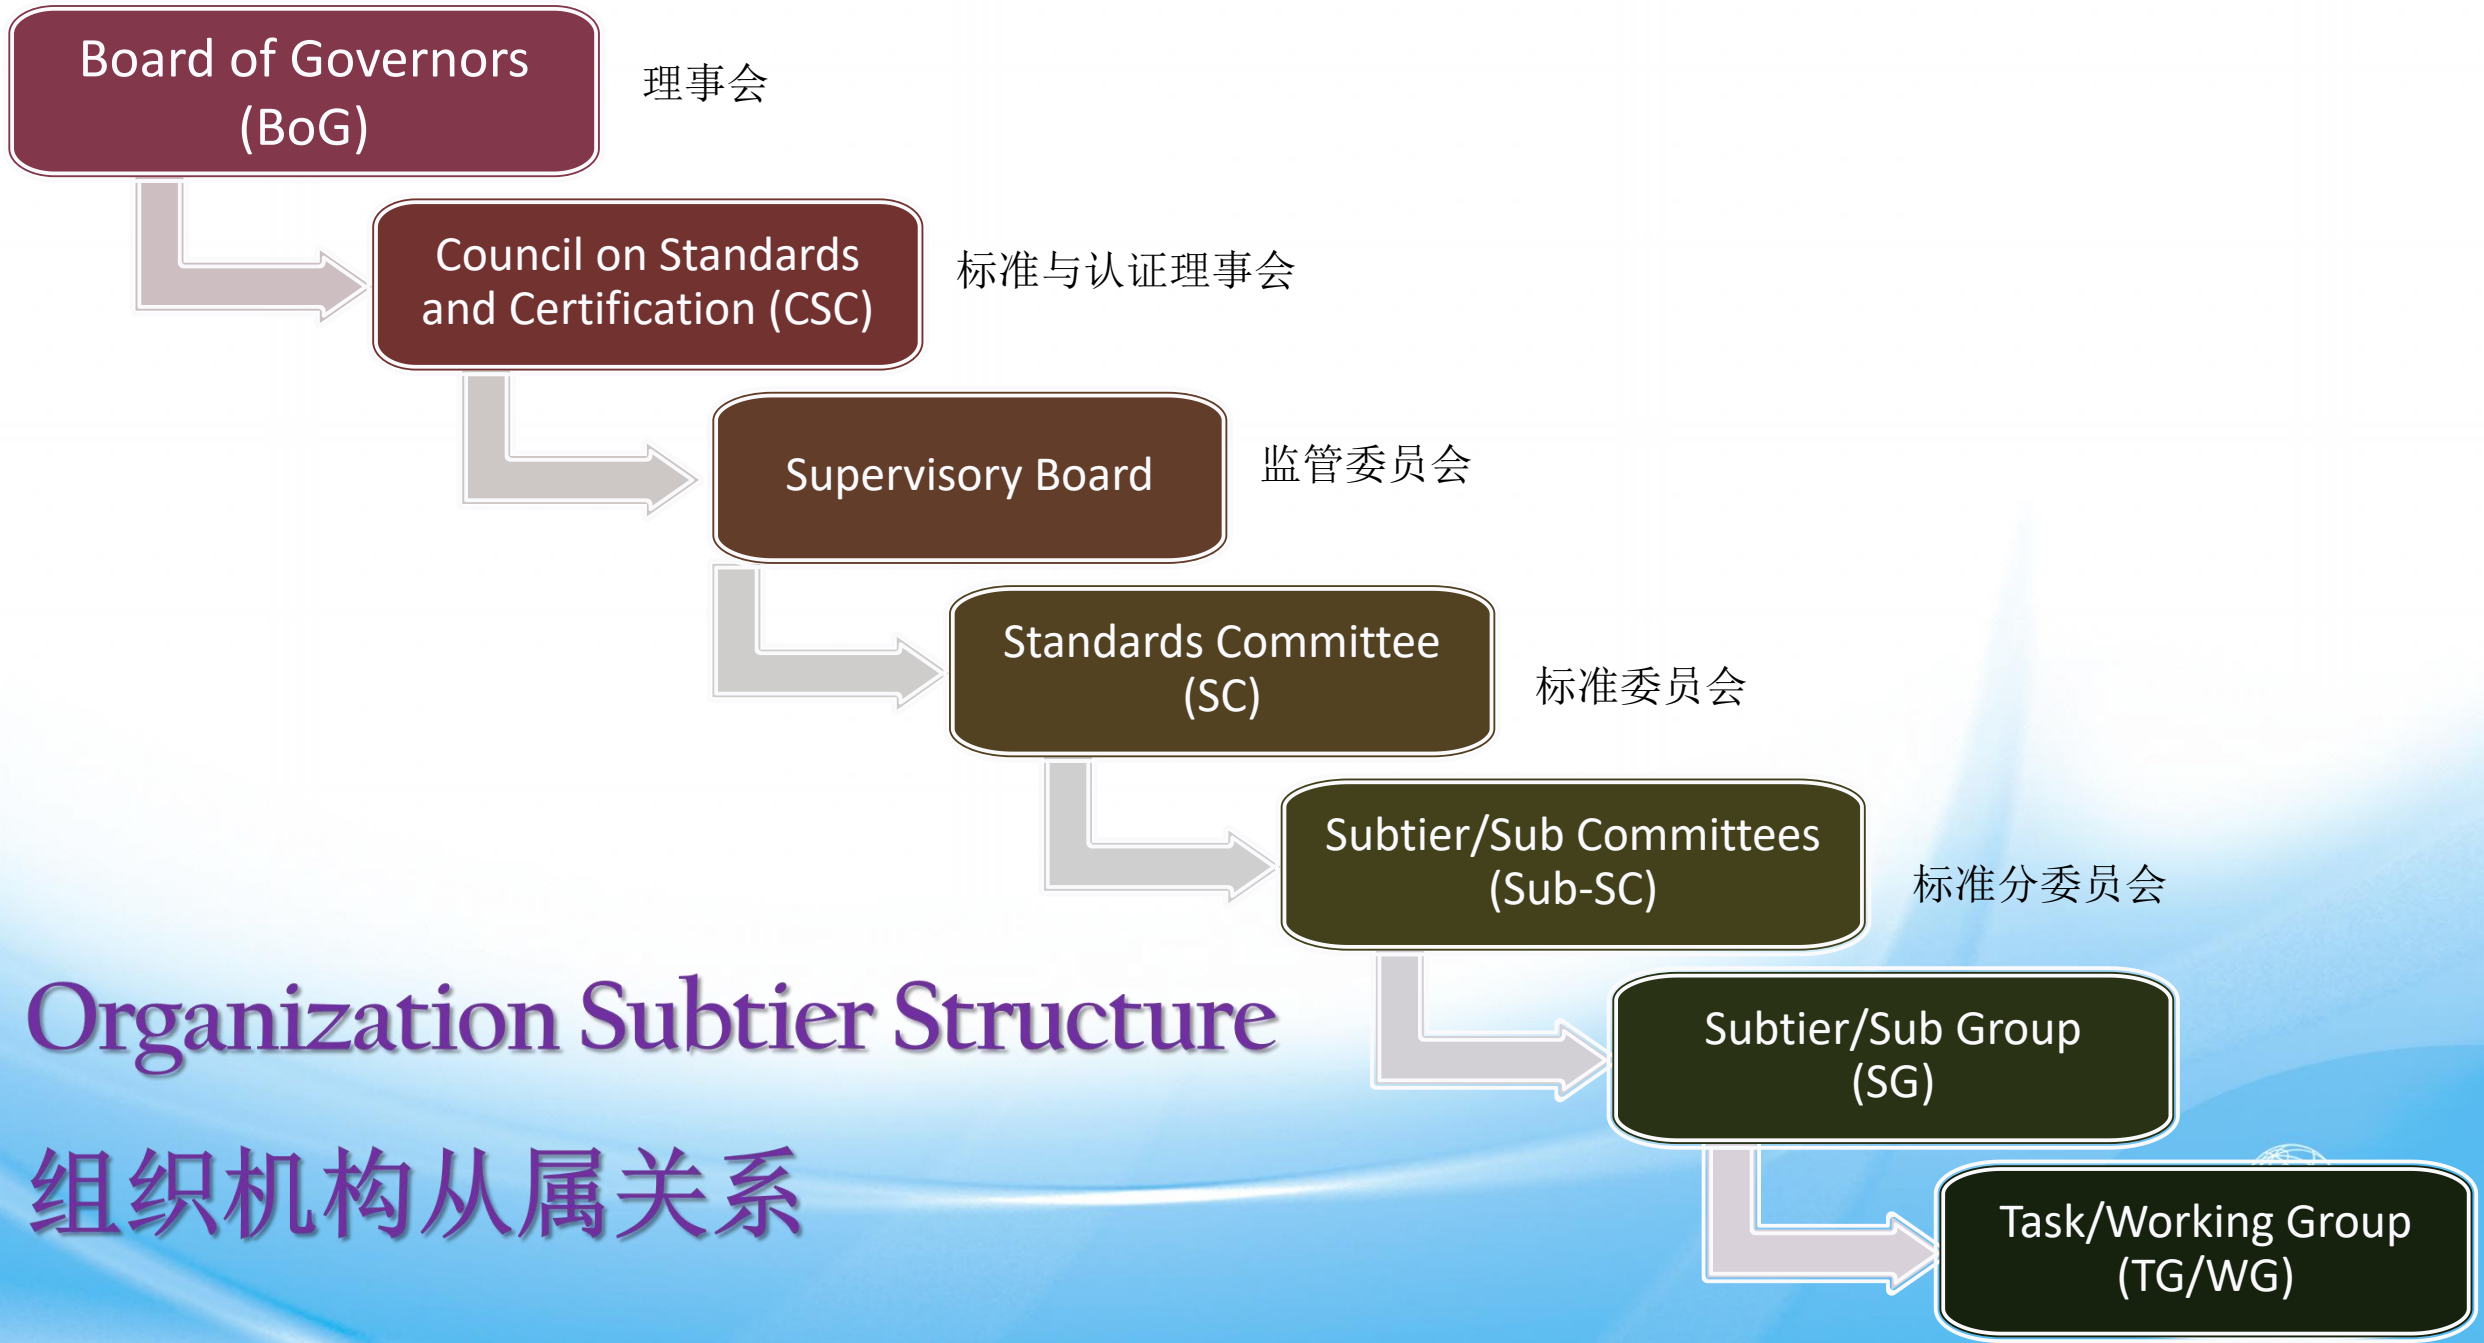 Board of Governors
(BoG)
理事会
Council on Standards
and Certification (CSC)
标准与认证理事会
Supervisory Board
监管委员会
Standards Committee
(SC)
标准委员会
Subtier/Sub Committees
(Sub-SC)
标准分委员会
Subtier/Sub Group
(SG)
Task/Working Group
(TG/WG)
Organization Subtier Structure
组织机构从属关系